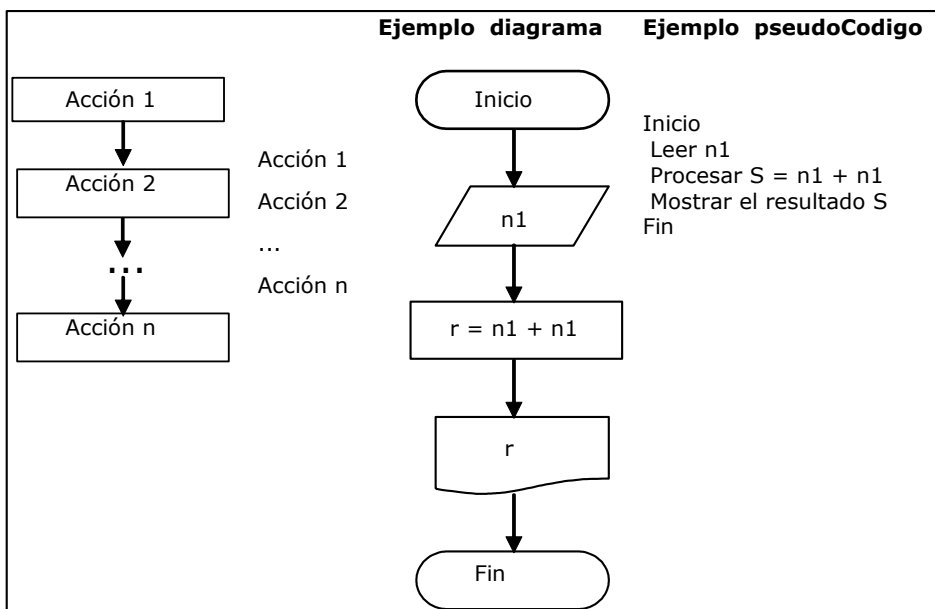 Ejemplo diagrama
Ejemplo pseudoCodigo
Acción 1
Acción 2
...
Acción n
Acción 1
Acción 2
...
Acción n
Inicio
n1
r = n1 + n1
r
Fin
Inicio
Leer n1
Procesar S = n1 + n1
Mostrar el resultado S
Fin